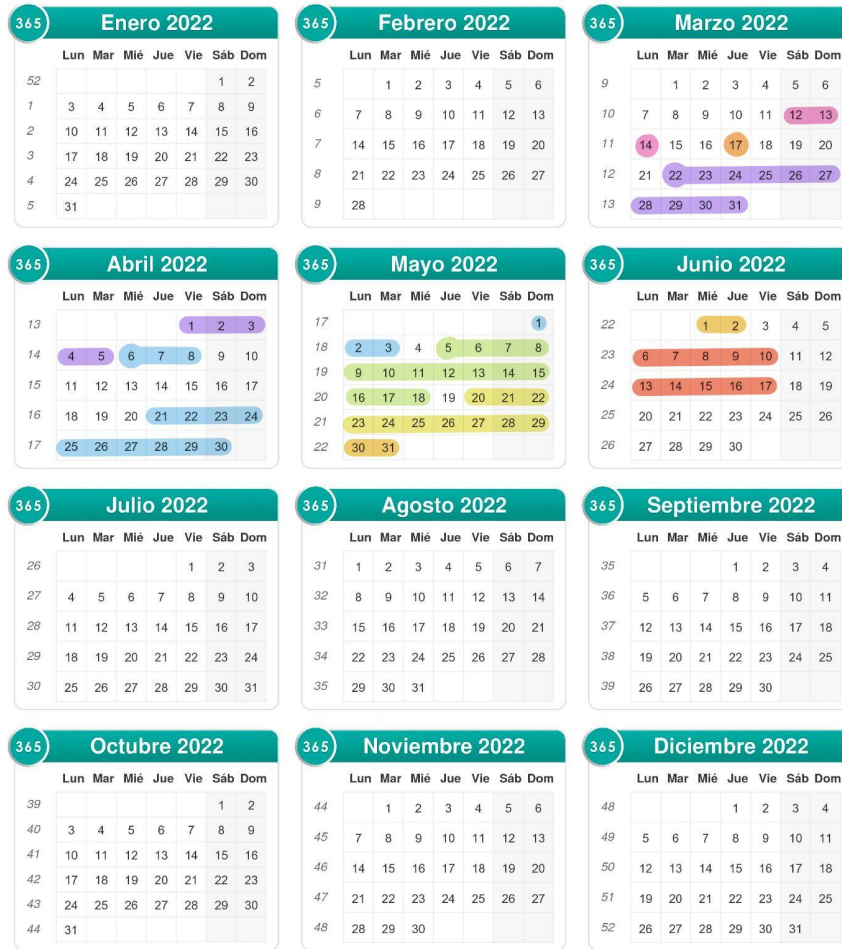 365 Enero 2022
Lun Mar Mié Jue Vie Sáb Dom
52 1 2
1 3 4 5 6 7 8 9
2 10 11 12 13 14 15 16
3 17 18 19 20 21 22 23
4 24 25 26 27 28 29 30
5 31
365 Febrero 2022
Lun Mar Mié Jue Vie Sáb Dom
5 1 2 3 4 5 6
6 7 8 9 10 11 12 13
7 14 15 16 17 18 19 20
8 21 22 23 24 25 26 27
9 28
365 Marzo 2022
Lun Mar Mié Jue Vie Sáb Dom
9 1 2 3 4 5 6
10 7 8 9 10 11 12 13
11 14 15 16 17 18 19 20
12 21 22 23 24 25 26 27
13 28 29 30 31
365 Abril 2022
Lun Mar Mié Jue Vie Sáb Dom
13 1 2 3
14 4 5 6 7 8 9 10
15 11 12 13 14 15 16 17
16 18 19 20 21 22 23 24
17 25 26 27 28 29 30
365 Mayo 2022
Lun Mar Mié Jue Vie Sáb Dom
17 1
18 2 3 4 5 6 7 8
19 9 10 11 12 13 14 15
20 16 17 18 19 20 21 22
21 23 24 25 26 27 28 29
22 30 31
365 Junio 2022
Lun Mar Mié Jue Vie Sáb Dom
22 1 2 3 4 5
23 6 7 8 9 10 11 12
24 13 14 15 16 17 18 19
25 20 21 22 23 24 25 26
26 27 28 29 30
365 Julio 2022
Lun Mar Mié Jue Vie Sáb Dom
26 1 2 3
27 4 5 6 7 8 9 10
28 11 12 13 14 15 16 17
29 18 19 20 21 22 23 24
30 25 26 27 28 29 30 31
365 Agosto 2022
Lun Mar Mié Jue Vie Sáb Dom
31 1 2 3 4 5 6 7
32 8 9 10 11 12 13 14
33 15 16 17 18 19 20 21
34 22 23 24 25 26 27 28
35 29 30 31
365 Septiembre 2022
Lun Mar Mié Jue Vie Sáb Dom
35 1 2 3 4
36 5 6 7 8 9 10 11
37 12 13 14 15 16 17 18
38 19 20 21 22 23 24 25
39 26 27 28 29 30
365 Octubre 2022
Lun Mar Mié Jue Vie Sáb Dom
39 1 2
40 3 4 5 6 7 8 9
41 10 11 12 13 14 15 16
42 17 18 19 20 21 22 23
43 24 25 26 27 28 29 30
44 31
365 Noviembre 2022
Lun Mar Mié Jue Vie Sáb Dom
44 1 2 3 4 5 6
45 7 8 9 10 11 12 13
46 14 15 16 17 18 19 20
47 21 22 23 24 25 26 27
48 28 29 30
365 Diciembre 2022
Lun Mar Mié Jue Vie Sáb Dom
48 1 2 3 4
49 5 6 7 8 9 10 11
50 12 13 14 15 16 17 18
51 19 20 21 22 23 24 25
52 26 27 28 29 30 31